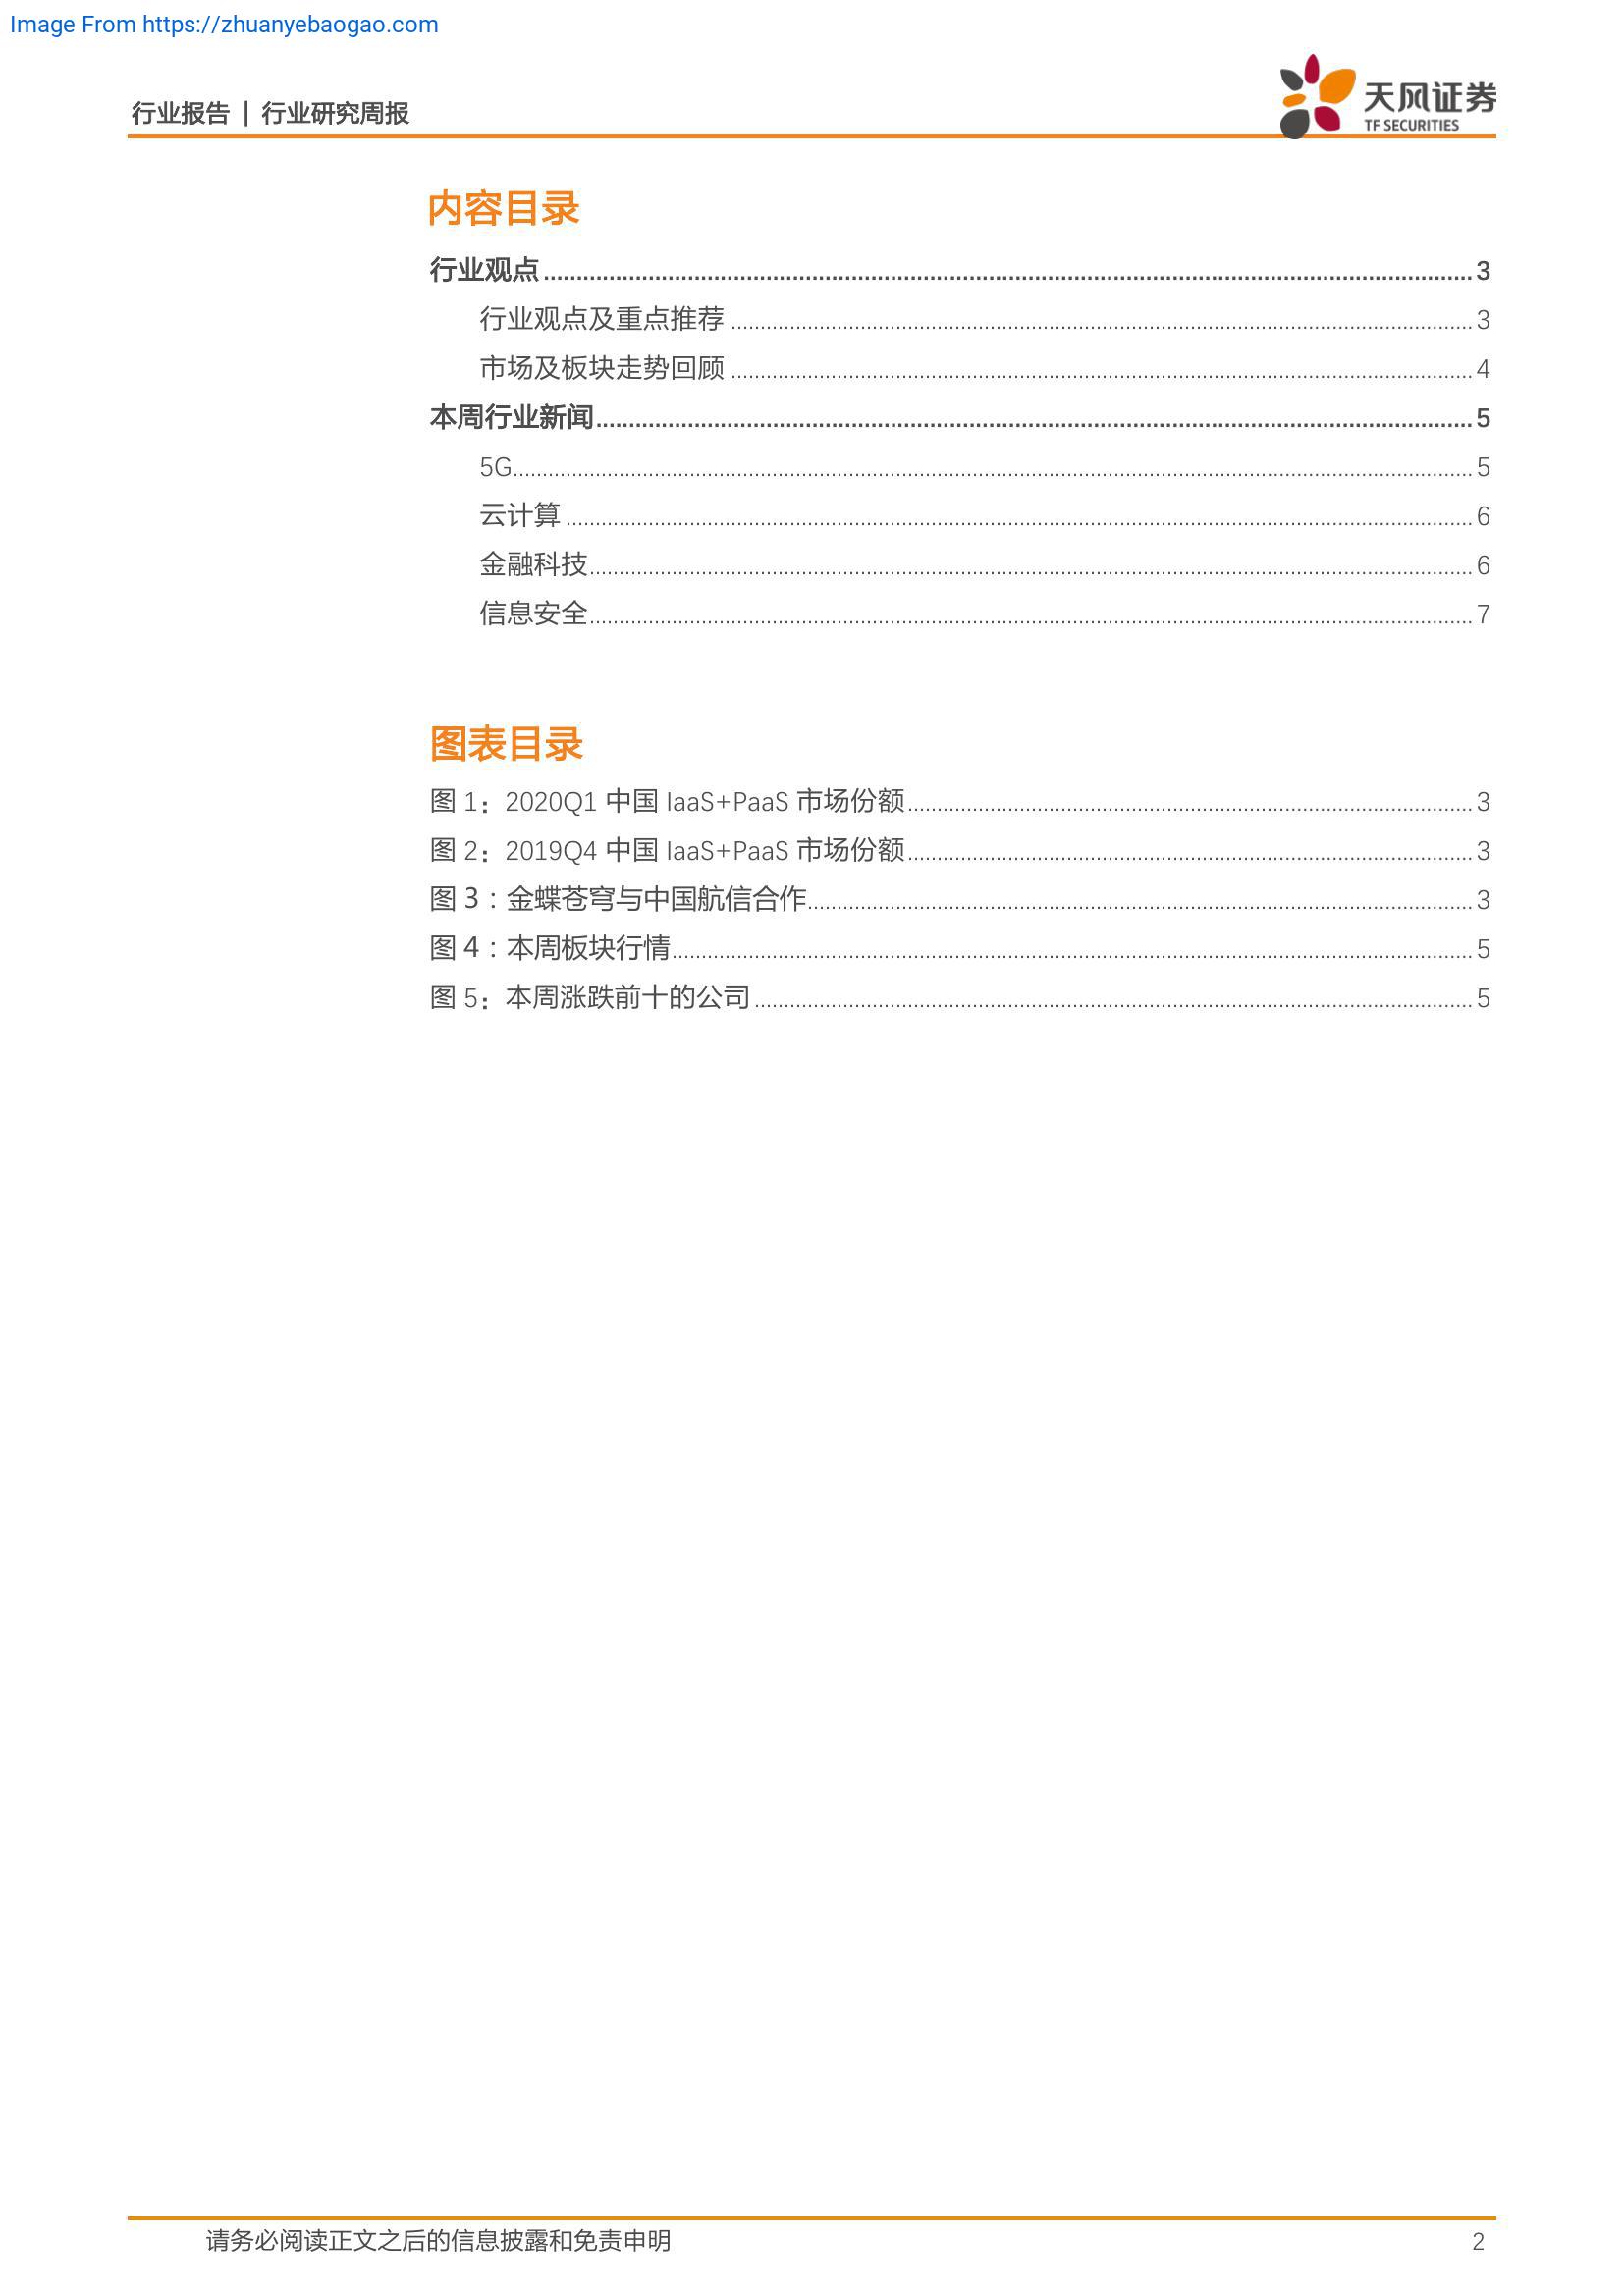 Image From https://zhuanyebaogao.com
行业报告 | 行业研究周报
天风证券
TF SECURITIES
内容目录
行业观点 3
行业观点及重点推荐 3
市场及板块走势回顾 4
本周行业新闻 5
5G 5
云计算 6
金融科技 6
信息安全 7
图表目录
图 1：2020Q1 中国 IaaS+PaaS 市场份额 3
图 2：2019Q4 中国 IaaS+PaaS 市场份额 3
图 3：金蝶苍穹与中国航信合作 3
图 4：本周板块行情 5
图 5：本周涨跌前十的公司 5
请务必阅读正文之后的信息披露和免责申明 2